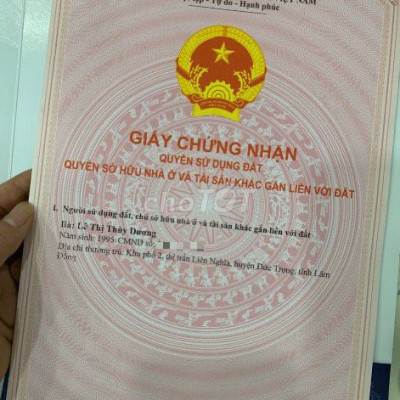 Tự do - Hạnh phúc
GIẤY CHỨNG NHẬN
QUYỀN SỬ DỤNG ĐẤT
QUYỀN SỞ HỮU NHÀ Ở VÀ TÀI SẢN KHÁC GẮN LIỀN VỚI ĐẤT
I. Người sử dụng đất, chủ sở hữu nhà ở và tài sản khác gắn liền với đất
Bà: Lê Thị Thùy Dương
Năm sinh: 1995, CMND số:
Địa chỉ thường trú: Khu phố 2, thị trấn Liên Nghĩa, huyện Đức Trọng, tỉnh Lâm
Đồng